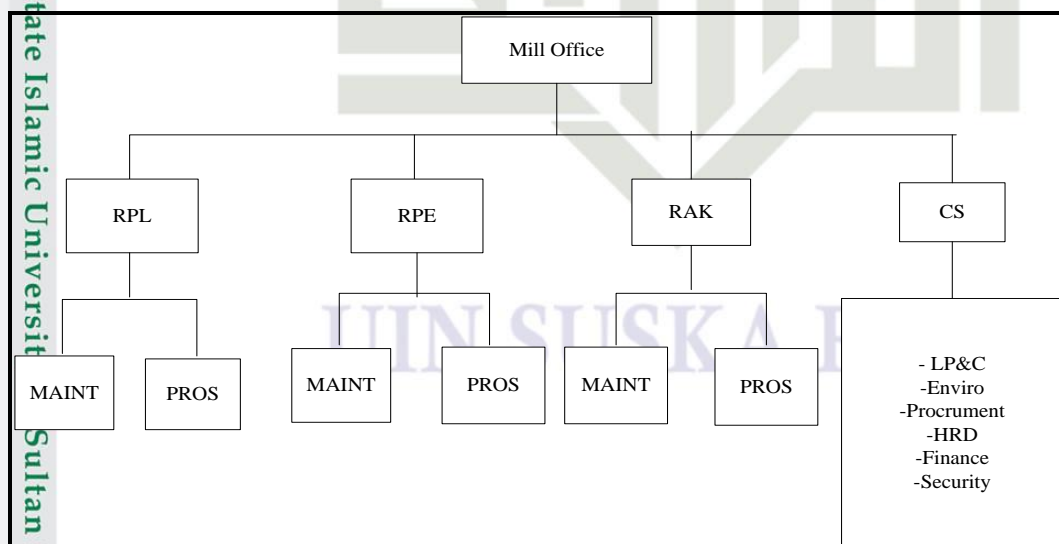 Mill Office
RPL
RPE
RAK
CS
MAINT
PROS
MAINT
PROS
MAINT
PROS
- LP&C
-Enviro
-Procrument
-HRD
-Finance
-Security
UIN SUSKA
tate Islamic Universit
Sultan